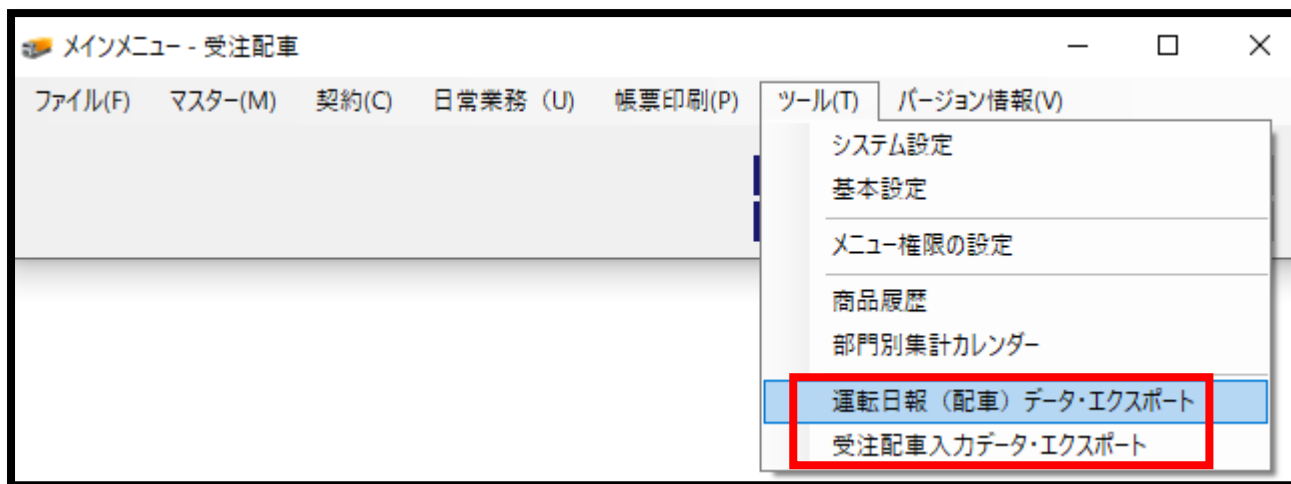 メインメニュー - 受注配車
ファイル(F) マスター(M) 契約(C) 日常業務（U) 帳票印刷(P) ツール(T) バージョン情報(V)
システム設定
基本設定
メニュー権限の設定
商品履歴
部門別集計カレンダー
運転日報（配車）データ・エクスポート
受注配車入力データ・エクスポート